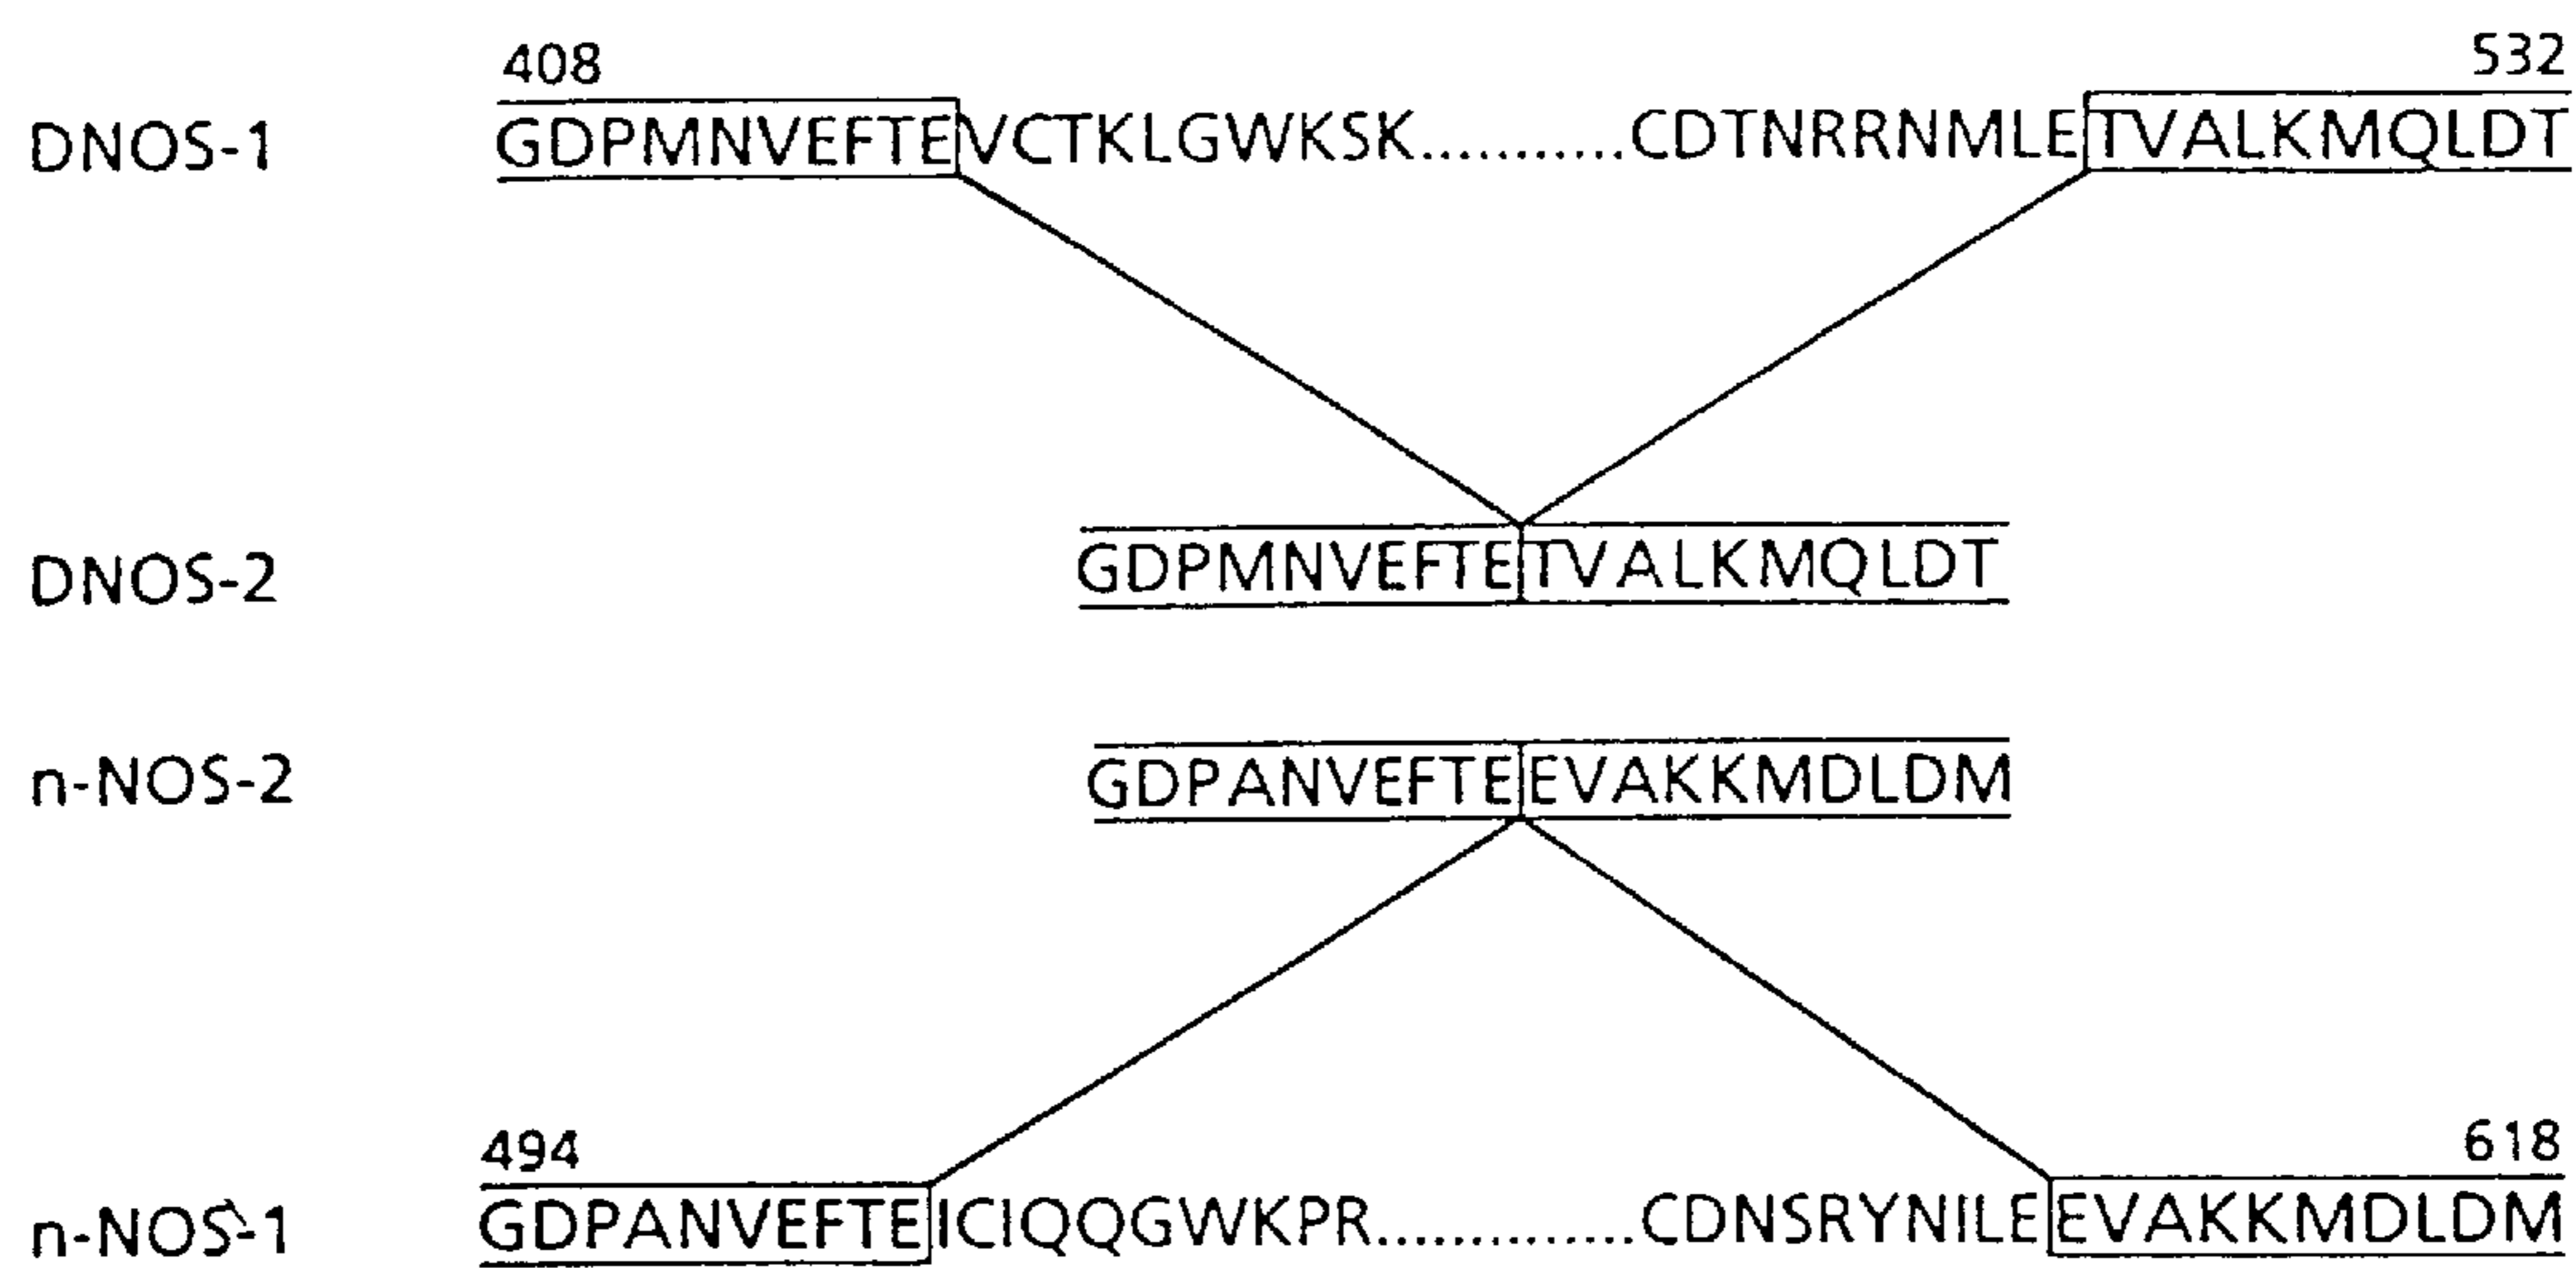 408 532
DNOS-1 GDPMNVEFTEVCTKLGWKSK...........CDTNRRNMLETVALKMQLDT
DNOS-2 GDPMNVEFTETVALKMQLDT
n-NOS-2 GDPANVEFTEEVAKKMDLDM
494 618
n-NOS-1 GDPANVEFTEICIQQGWKPR..............CDNSRYNILEEVAKKMDLDM